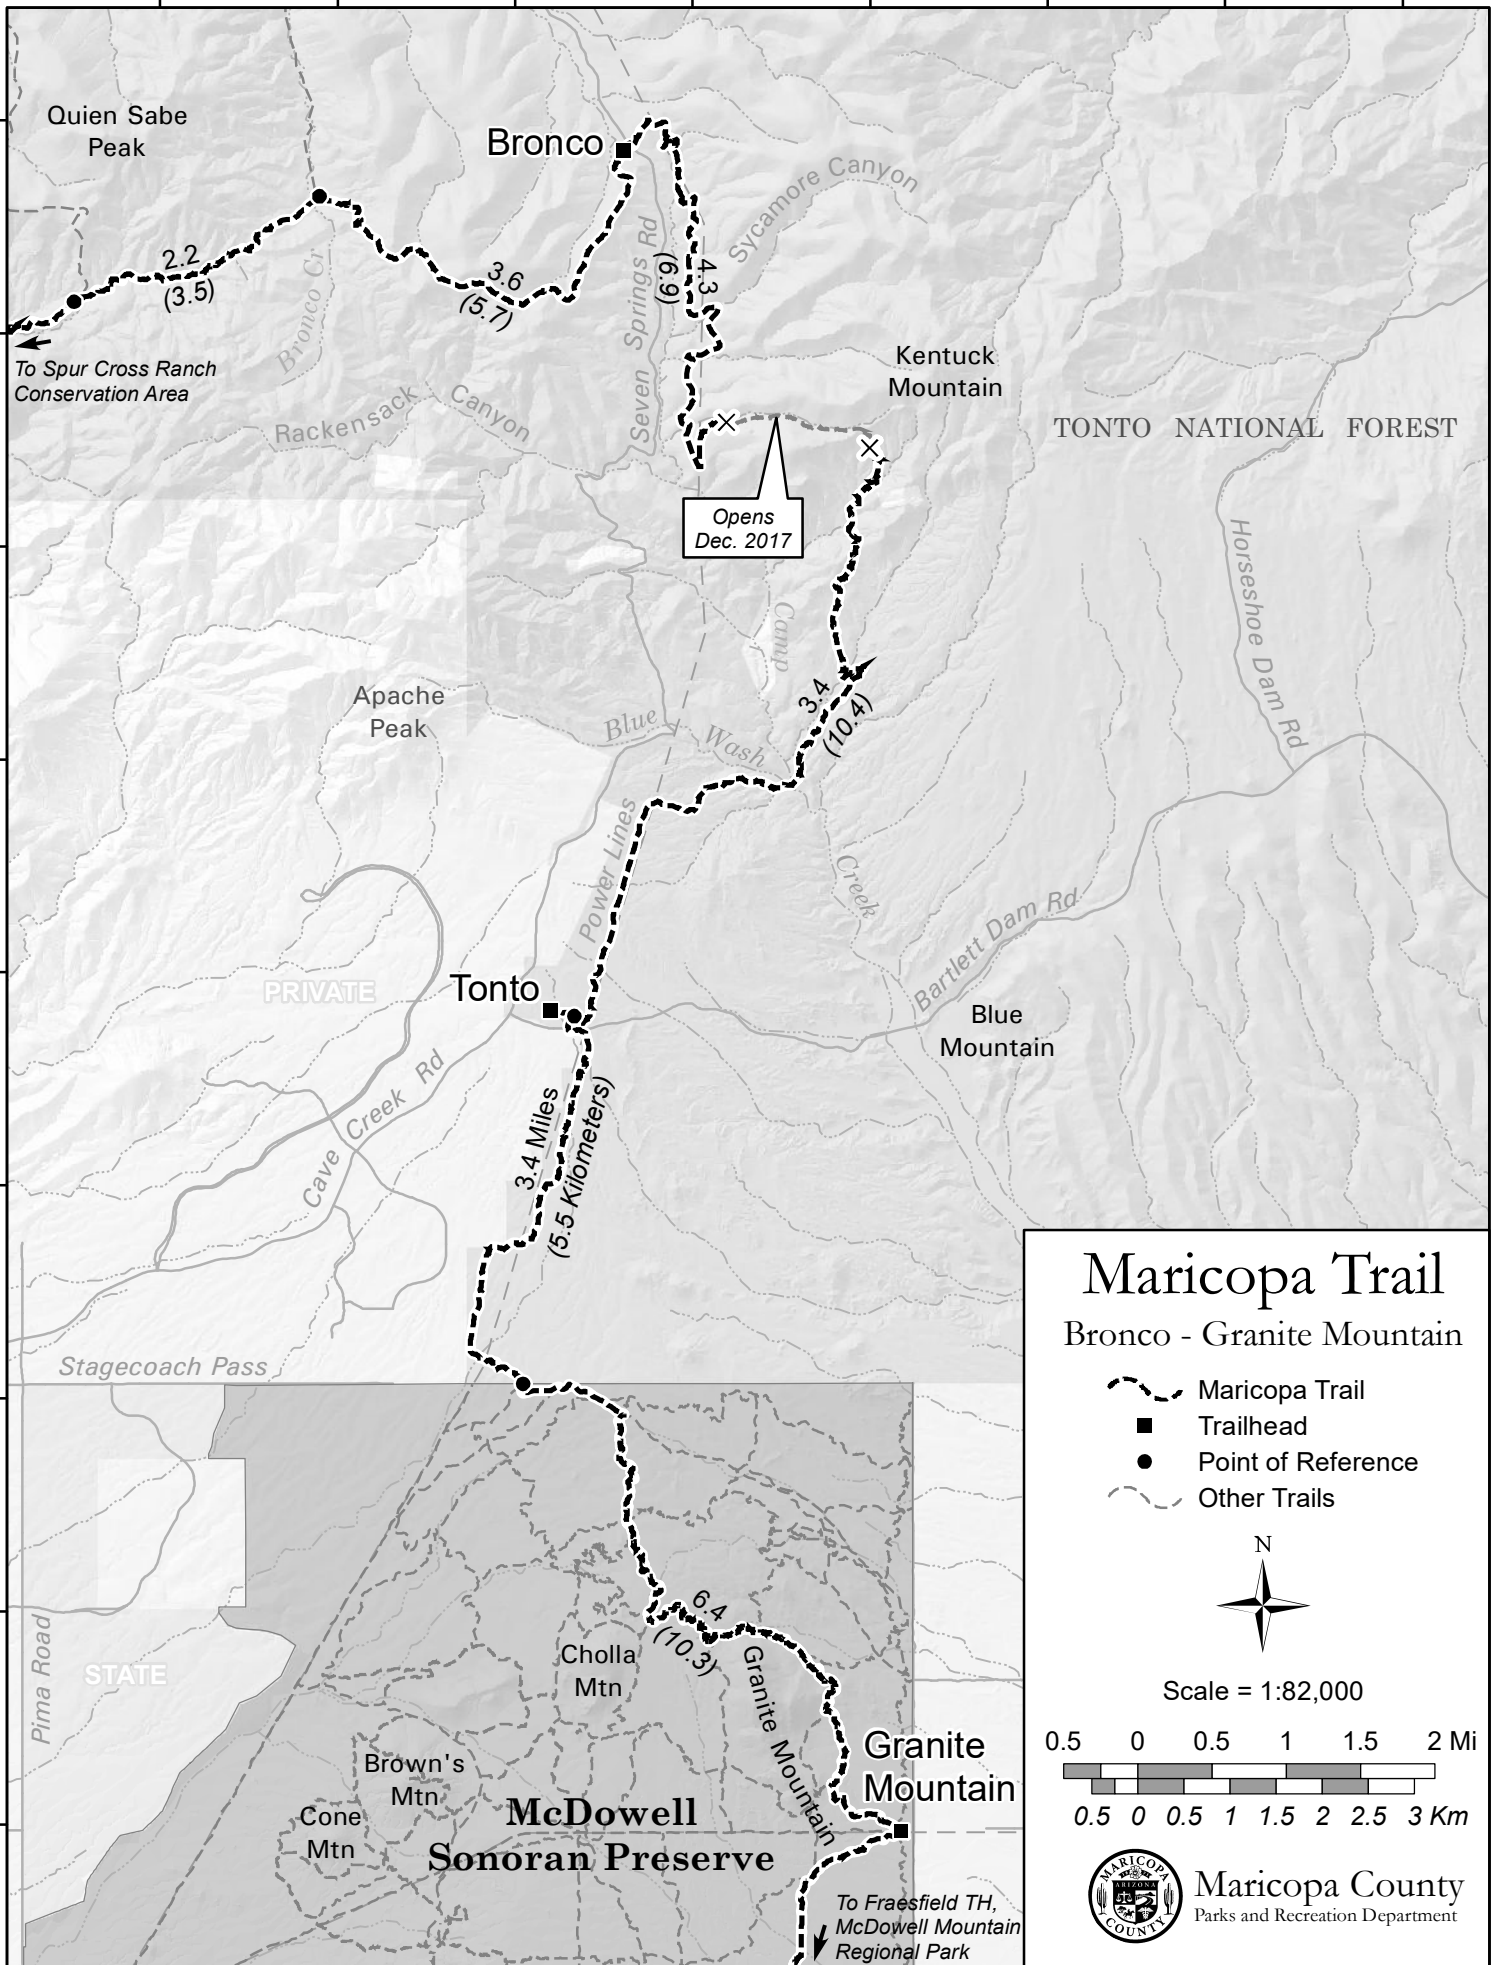 Quien Sabe
Peak
Bronco
Sycamore Canyon
2.2
(3.5)
Bronco Cr
3.6
(5.7)
Seven Springs Rd
4.3
(6.9)
To Spur Cross Ranch
Conservation Area
Kentuck
Mountain
Rackensack Canyon
TONTO NATIONAL FOREST
Opens
Dec. 2017
Horseshoe Dam Rd
Camp
Creek
Apache
Peak
3.4
(10.4)
Blue Wash
Power Lines
Bartlett Dam Rd
PRIVATE
Tonto
Blue
Mountain
Cave Creek Rd
3.4 Miles
(5.5 Kilometers)
Stagecoach Pass
6.4
(10.3)
Pima Road
STATE
Cholla
Mtn
Granite Mountain
Granite
Mountain
Brown's
Mtn
Cone
Mtn
McDowell
Sonoran Preserve
To Fraesfield TH,
McDowell Mountain
Regional Park
Maricopa Trail
Bronco - Granite Mountain
Maricopa Trail
Trailhead
Point of Reference
Other Trails
N
Scale = 1:82,000
0.5 0 0.5 1 1.5 2 Mi
0.5 0 0.5 1 1.5 2 2.5 3 Km
MARICOPA
ARIZONA
COUNTY
Maricopa County
Parks and Recreation Department